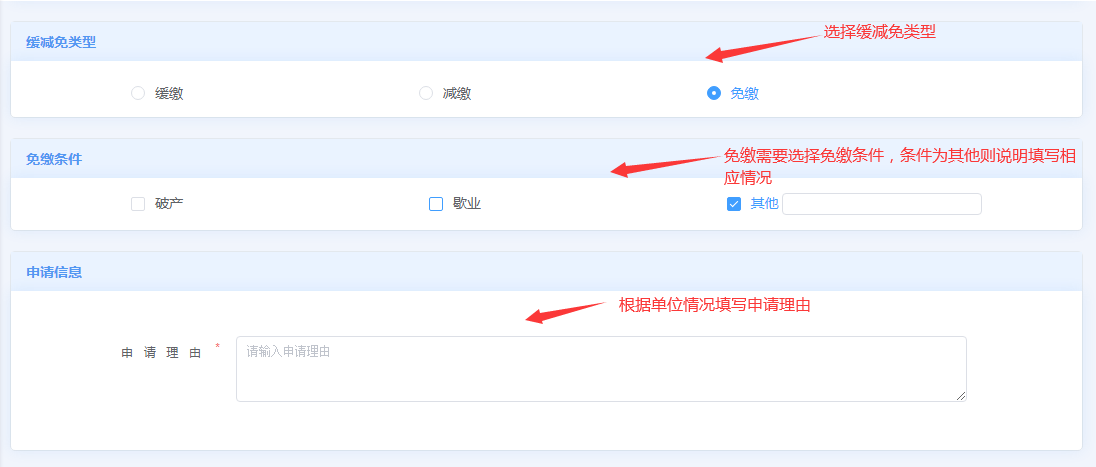 缓减免类型
选择缓减免类型
缓缴
减缴
免缴
免缴条件
免缴需要选择免缴条件，条件为其他则说明填写相
应情况
破产
歇业
其他
申请信息
根据单位情况填写申请理由
申 请 理 由 *
请输入申请理由